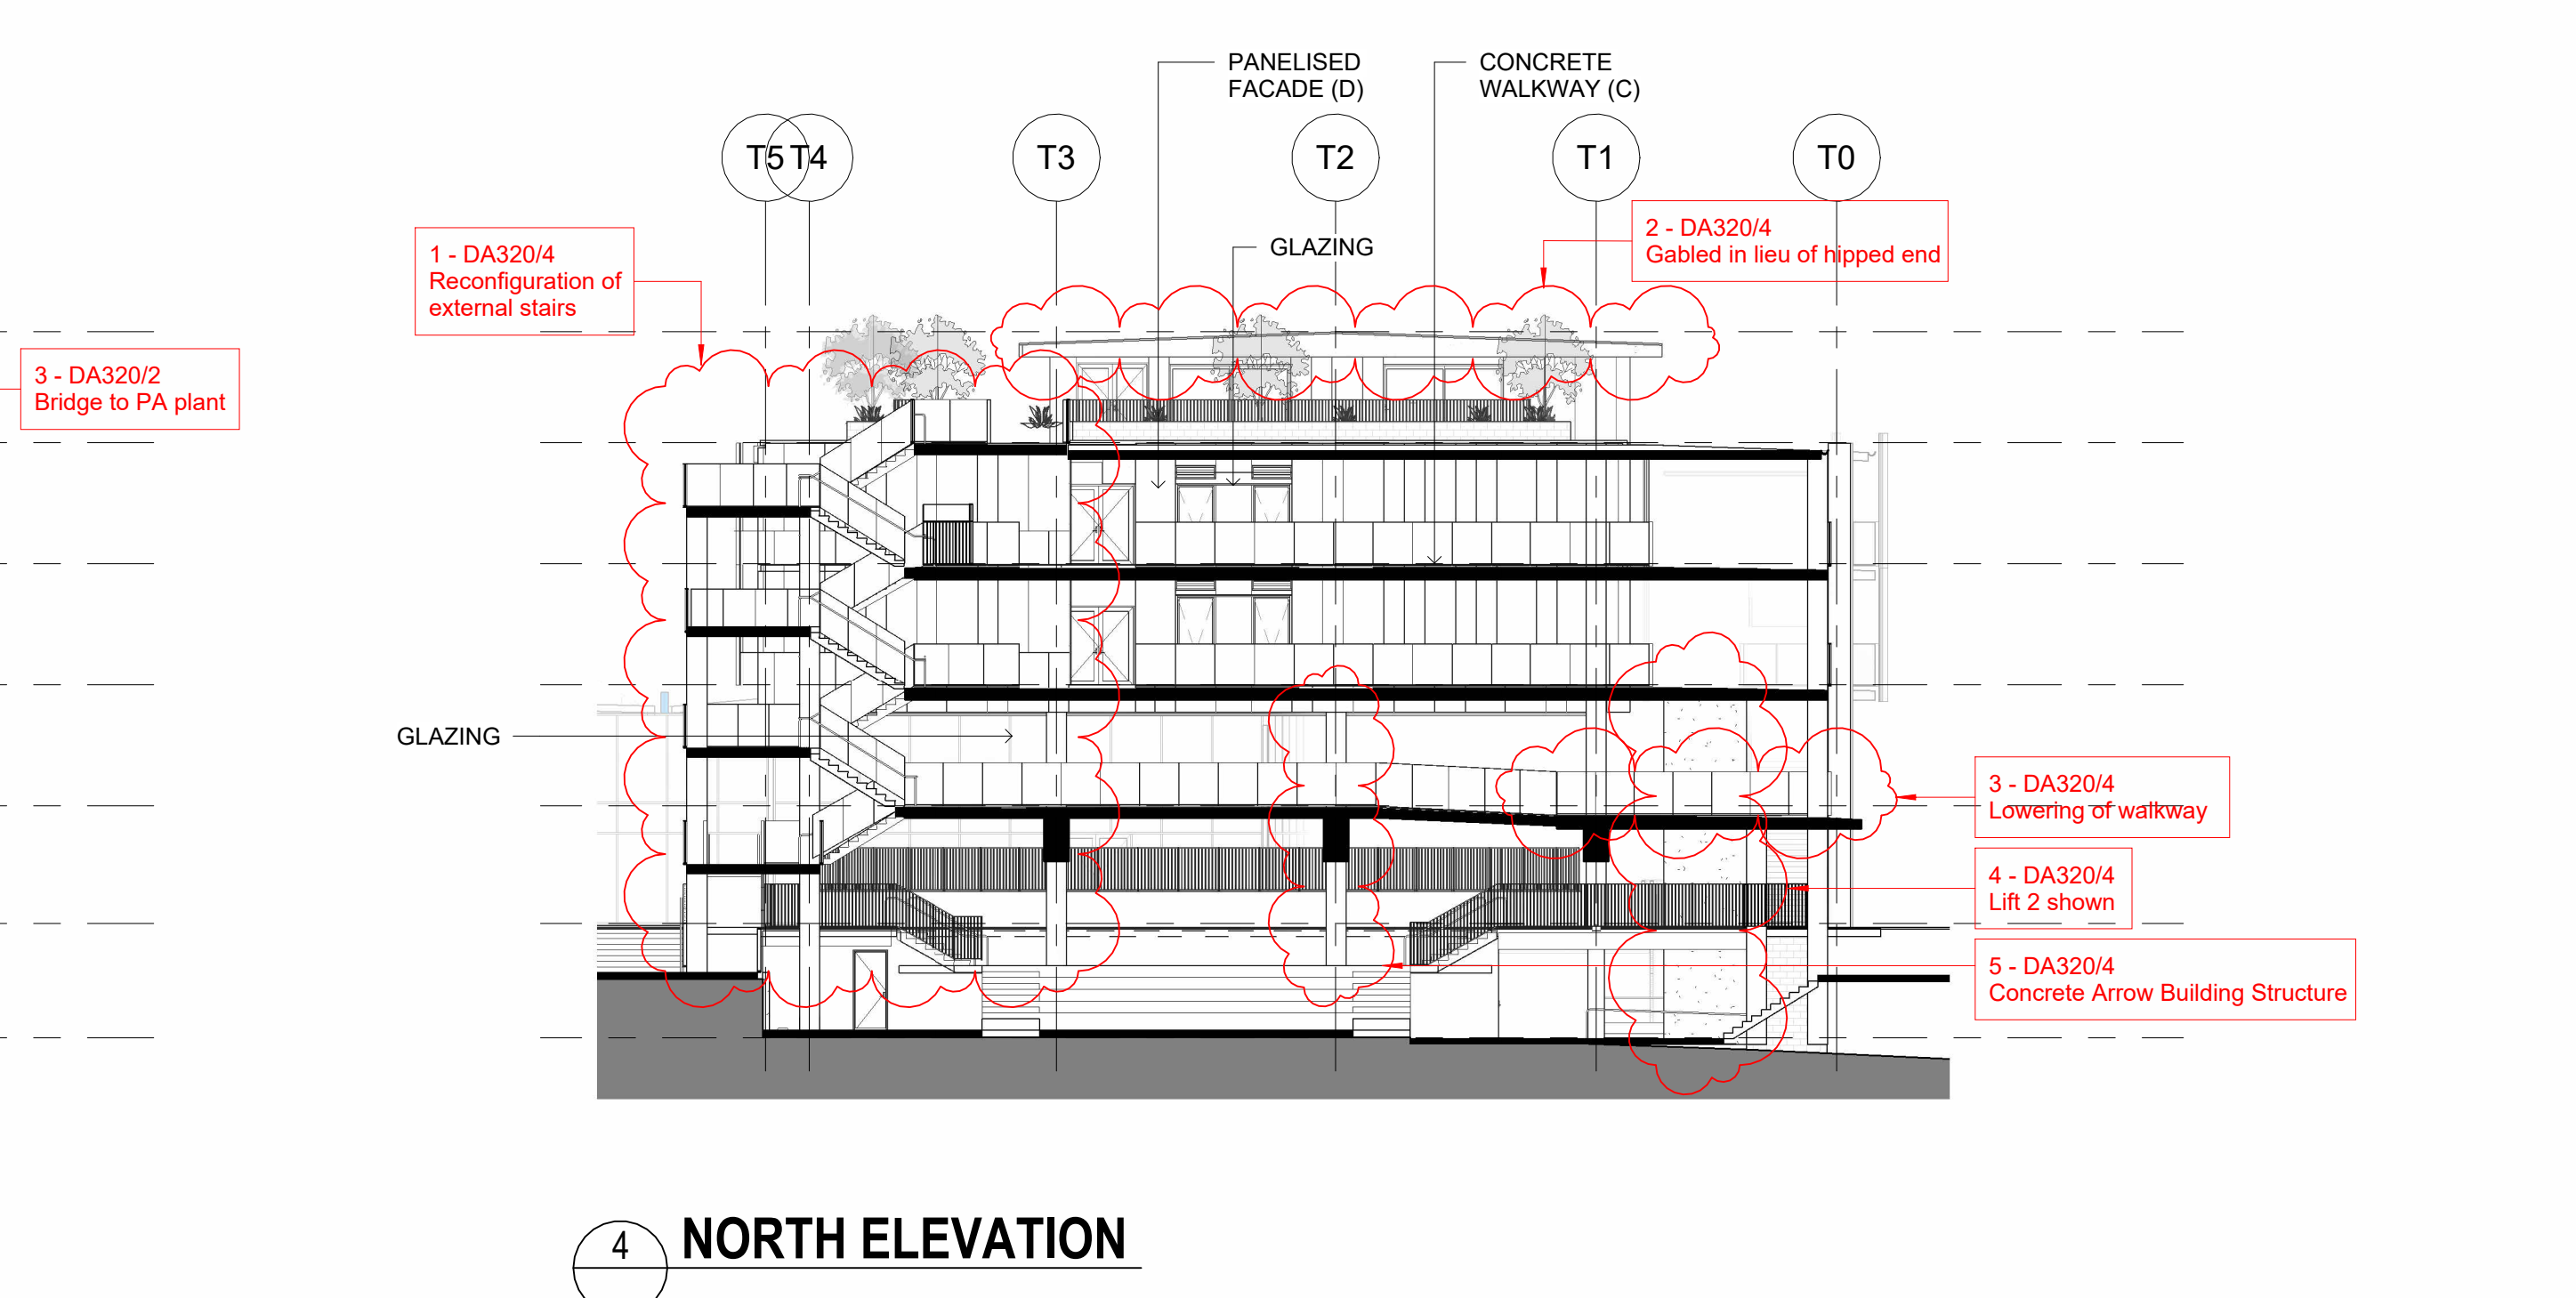 PANELISED
FACADE (D)
CONCRETE
WALKWAY (C)
T5
T4
T3
T2
T1
T0
1 - DA320/4
Reconfiguration of
external stairs
2 - DA320/4
Gabled in lieu of hipped end
GLAZING
3 - DA320/2
Bridge to PA plant
GLAZING
3 - DA320/4
Lowering of walkway
4 - DA320/4
Lift 2 shown
5 - DA320/4
Concrete Arrow Building Structure
4
NORTH ELEVATION